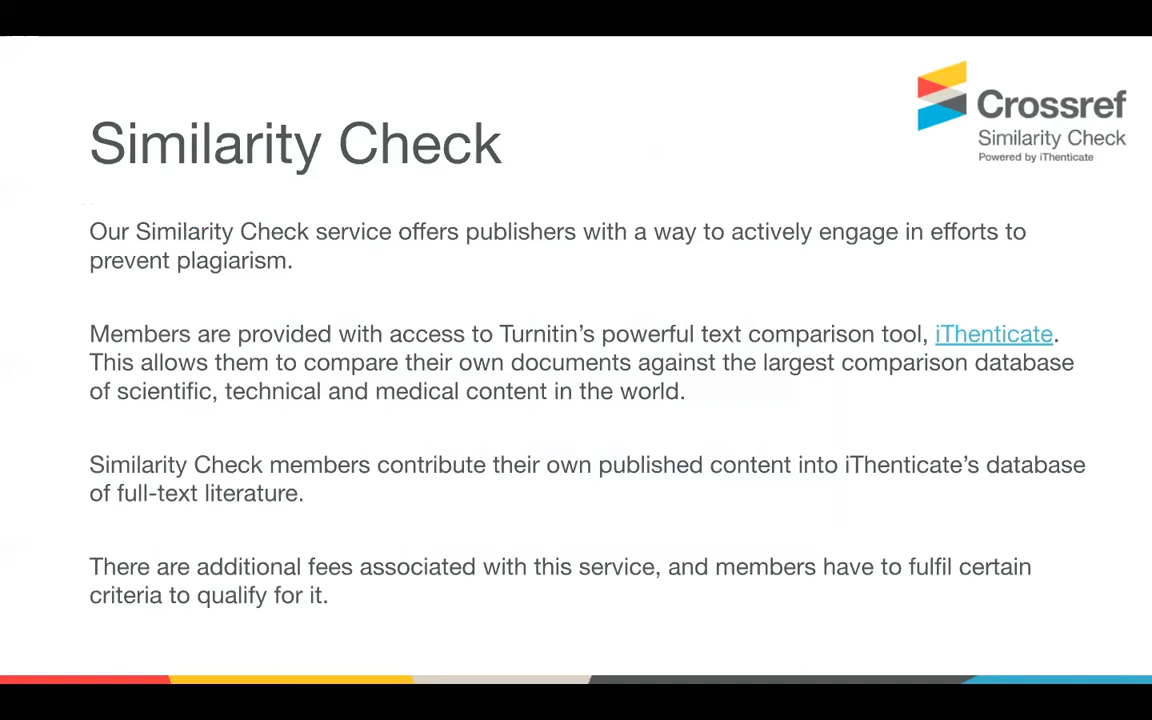 Crossref
Similarity Check
Powered by iThenticate
Similarity Check
Our Similarity Check service offers publishers with a way to actively engage in efforts to
prevent plagiarism.
Members are provided with access to Turnitin’s powerful text comparison tool, iThenticate.
This allows them to compare their own documents against the largest comparison database
of scientific, technical and medical content in the world.
Similarity Check members contribute their own published content into iThenticate’s database
of full-text literature.
There are additional fees associated with this service, and members have to fulfil certain
criteria to qualify for it.